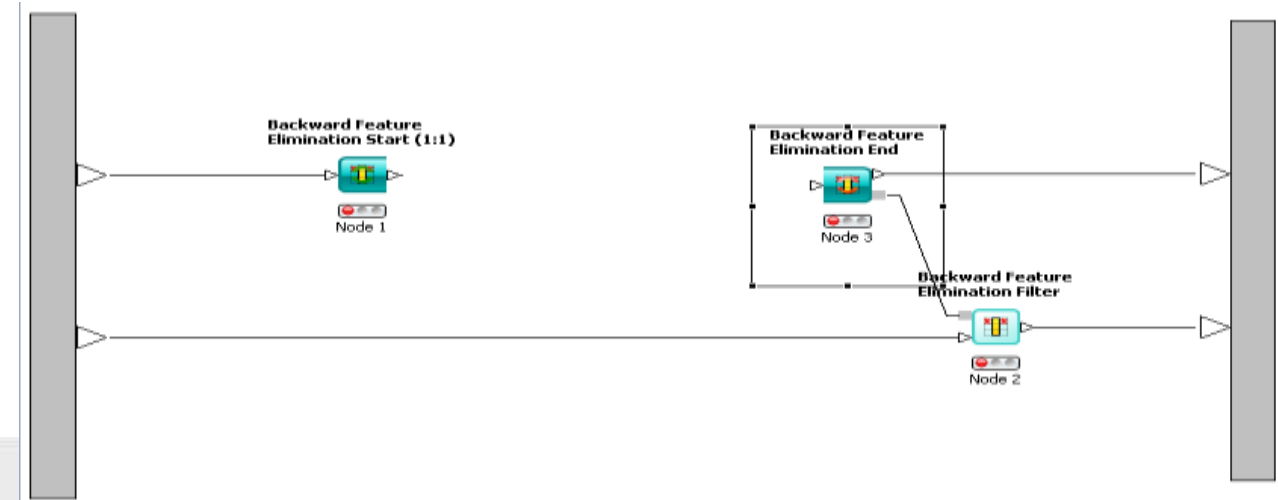 Backward Feature
Elimination Start (1:1)
Node 1
Backward Feature
Elimination End
Node 3
Backward Feature
Elimination Filter
Node 2